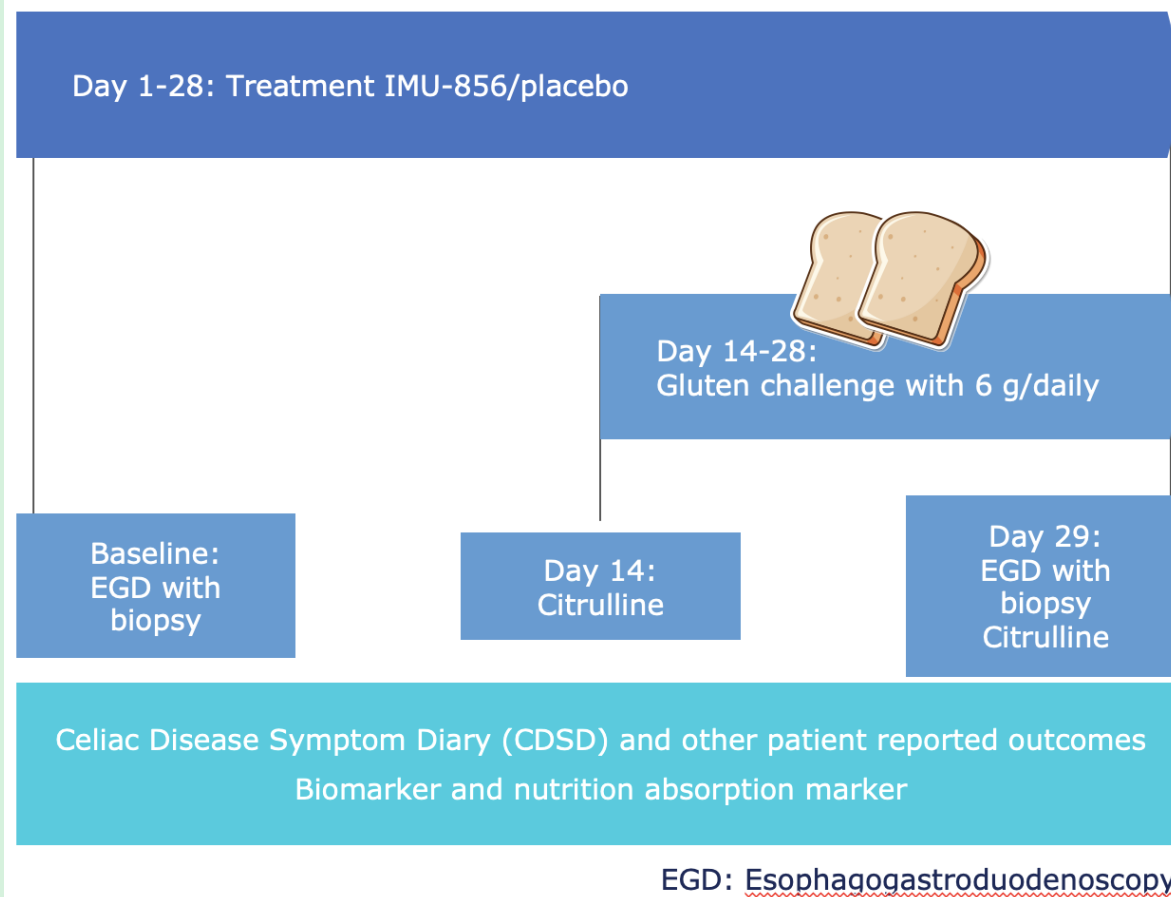 Day 1-28: Treatment IMU-856/placebo
Day 14-28:
Gluten challenge with 6 g/daily
Baseline:
EGD with
biopsy
Day 14:
Citrulline
Day 29:
EGD with
biopsy
Citrulline
Celiac Disease Symptom Diary (CDSD) and other patient reported outcomes
Biomarker and nutrition absorption marker
EGD: Esophagogastroduodenoscopy